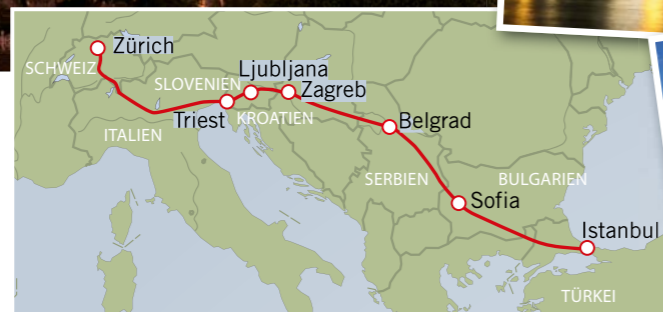 Zürich
SCHWEIZ
Ljubljana
SLOVENIEN
Zagreb
Triest
KROATIEN
ITALIEN
Belgrad
SERBIEN
BULGARIEN
Sofia
Istanbul
TÜRKEI